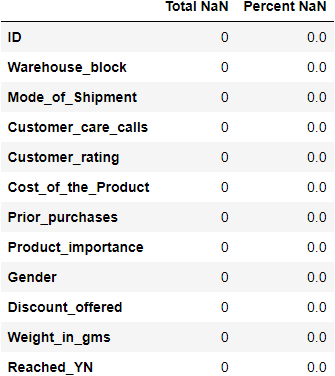 Total NaN Percent NaN
ID 0 0.0
Warehouse_block 0 0.0
Mode_of_Shipment 0 0.0
Customer_care_calls 0 0.0
Customer_rating 0 0.0
Cost_of_the_Product 0 0.0
Prior_purchases 0 0.0
Product_importance 0 0.0
Gender 0 0.0
Discount_offered 0 0.0
Weight_in_gms 0 0.0
Reached_YN 0 0.0